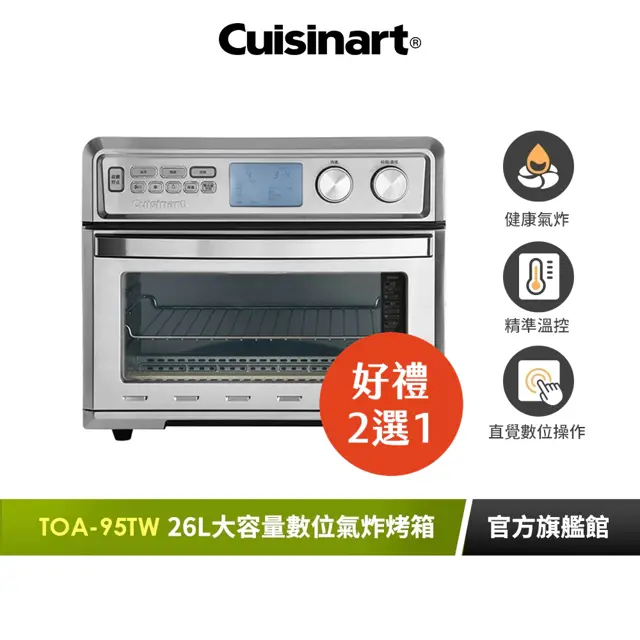 Cuisinart®
Cuisinart
健康氣炸
精準溫控
直覺數位操作
好禮
2選1
TOA-95TW 26L大容量數位氣炸烤箱
官方旗艦館